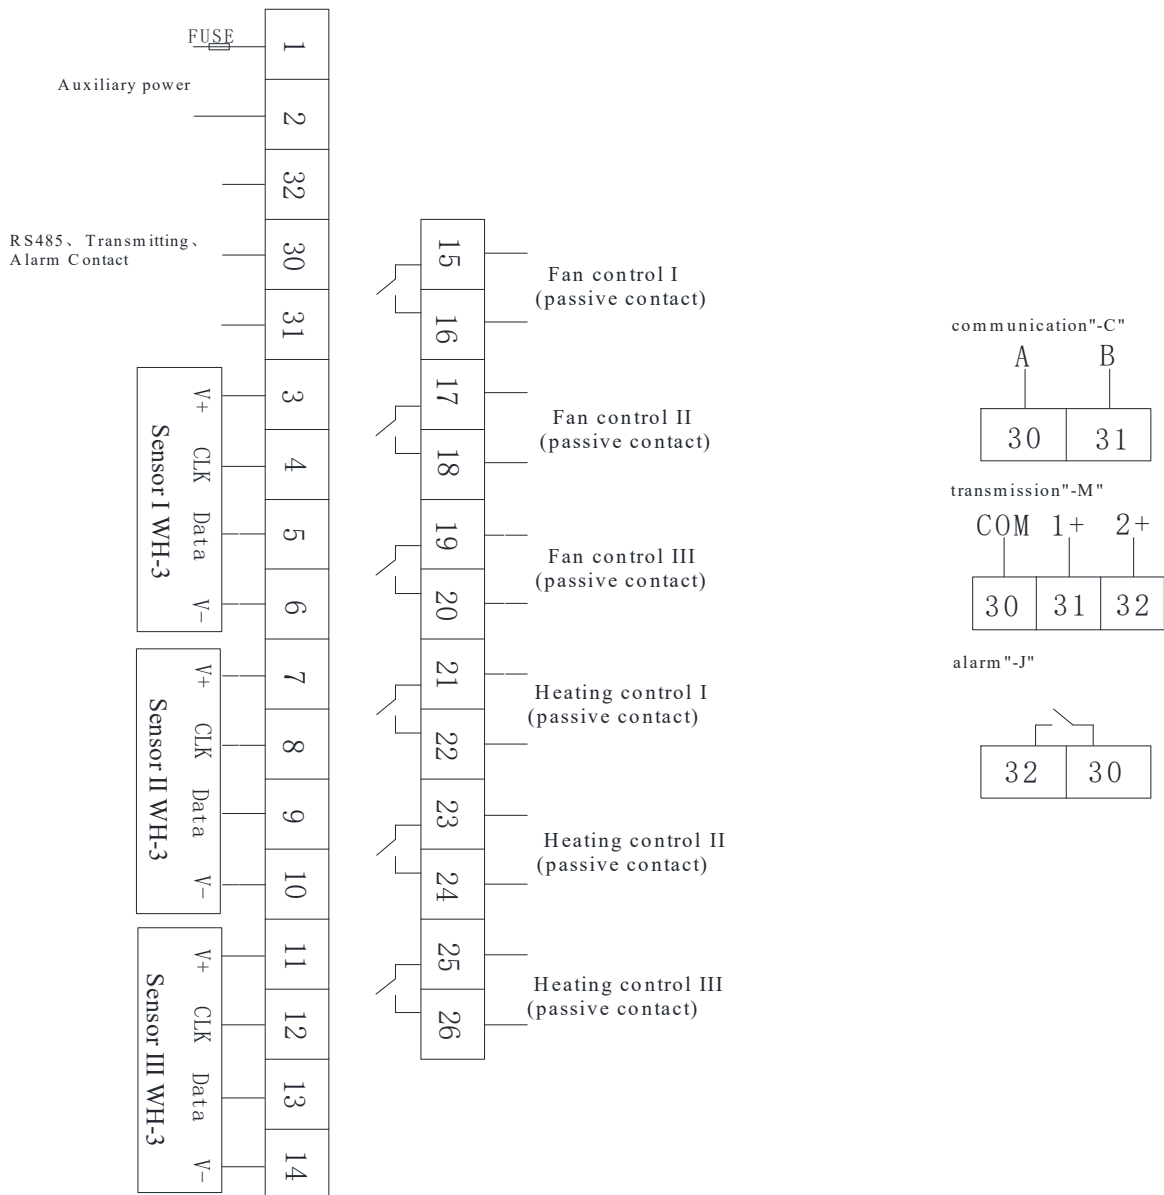 FUSE
1
Auxiliary power
2
32
RS485、Transmitting、
Alarm Contact
30
31
V+
3
CLK
4
Data
5
V-
6
Sensor I WH-3
V+
7
CLK
8
Data
9
V-
10
Sensor II WH-3
V+
11
CLK
12
Data
13
V-
14
Sensor III WH-3
15
16
Fan control I
(passive contact)
17
18
Fan control II
(passive contact)
19
20
Fan control III
(passive contact)
21
22
Heating control I
(passive contact)
23
24
Heating control II
(passive contact)
25
26
Heating control III
(passive contact)
communication"-C"
A B
30 31
transmission"-M"
COM 1+ 2+
30 31 32
alarm"-J"
32 30